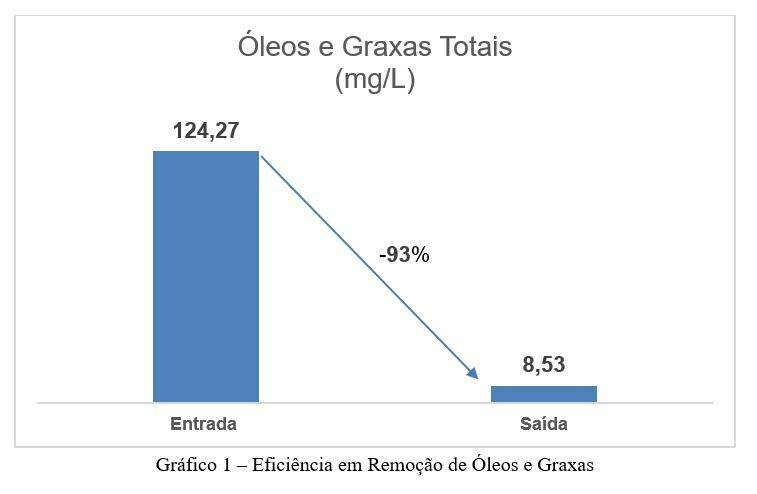 Óleos e Graxas Totais
(mg/L)
124,27
-93%
8,53
Entrada
Saída
Gráfico 1 – Eficiência em Remoção de Óleos e Graxas